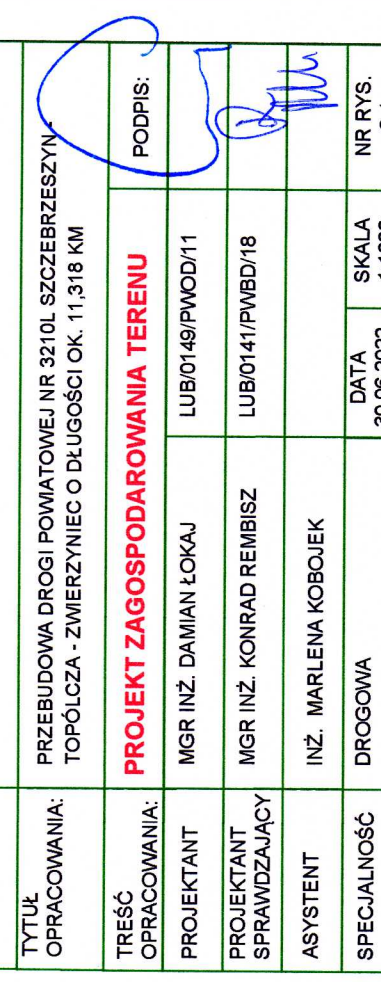 TYTUŁ
OPRACOWANIA:
PRZEBUDOWA DROGI POWIATOWEJ NR 3210L SZCZEBRZESZYN -
TOPÓLCZA - ZWIERZYNIEC O DŁUGOŚCI OK. 11,318 KM
TREŚĆ
OPRACOWANIA:
PROJEKT ZAGOSPODAROWANIA TERENU
PODPIS:
PROJEKTANT
MGR INŻ. DAMIAN ŁOKAJ
LUB/0149/PWOD/11
PROJEKTANT
SPRAWDZAJĄCY
MGR INŻ. KONRAD REMBISZ
LUB/0141/PWBD/18
ASYSTENT
INŻ. MARLENA KOBOJEK
SPECJALNOŚĆ
DROGOWA
DATA
SKALA
NR RYS.